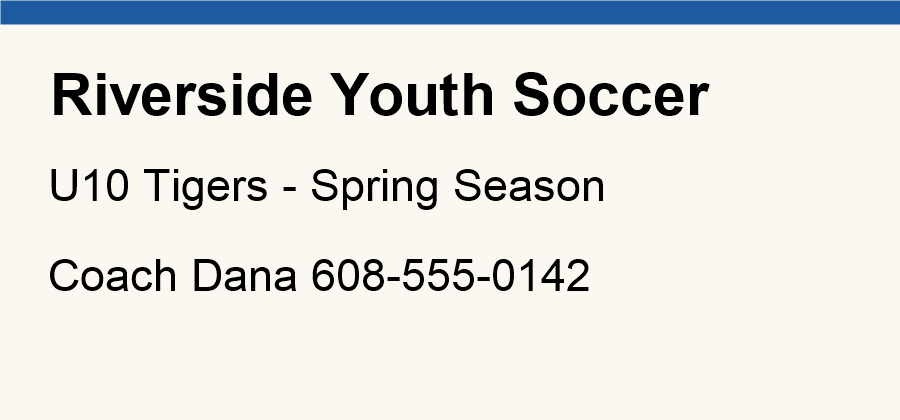 Riverside Youth Soccer
U10 Tigers - Spring Season
Coach Dana 608-555-0142